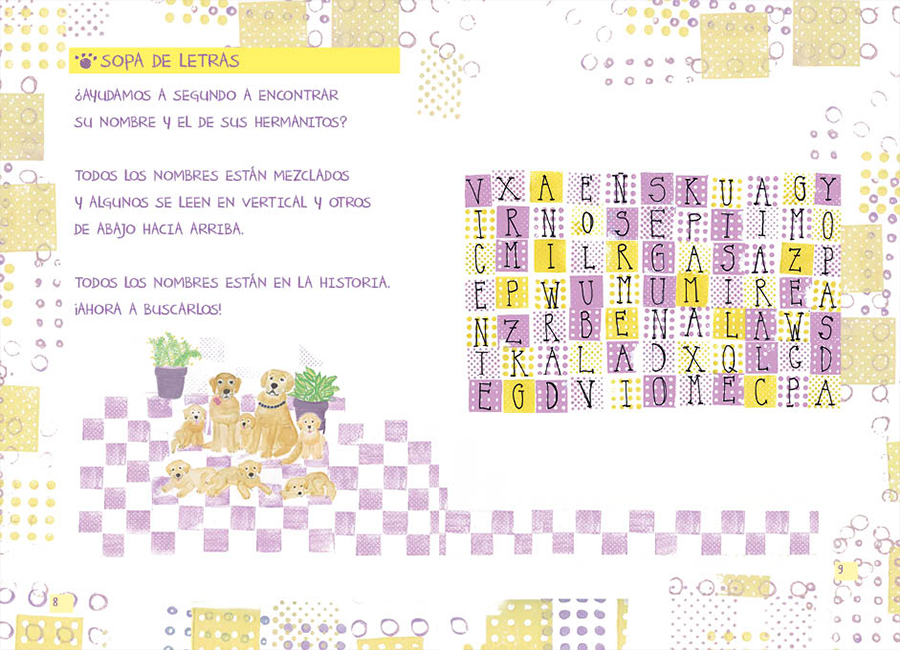 SOPA DE LETRAS
¿AYUDAMOS A SEGUNDO A ENCONTRAR
SU NOMBRE Y EL DE SUS HERMANITOS?
TODOS LOS NOMBRES ESTÁN MEZCLADOS
Y ALGUNOS SE LEEN EN VERTICAL Y OTROS
DE ABAJO HACIA ARRIBA.
TODOS LOS NOMBRES ESTÁN EN LA HISTORIA.
¡AHORA A BUSCARLOS!
V X A E Ñ S K U A G Y
I R N O S E P T I M O
C M I L R G A S A Z P
E P W U M U M I R E A
N Z R B E N A L A W S
T K A L A D X Q L G D
E G D V I O M E C P A
8
9